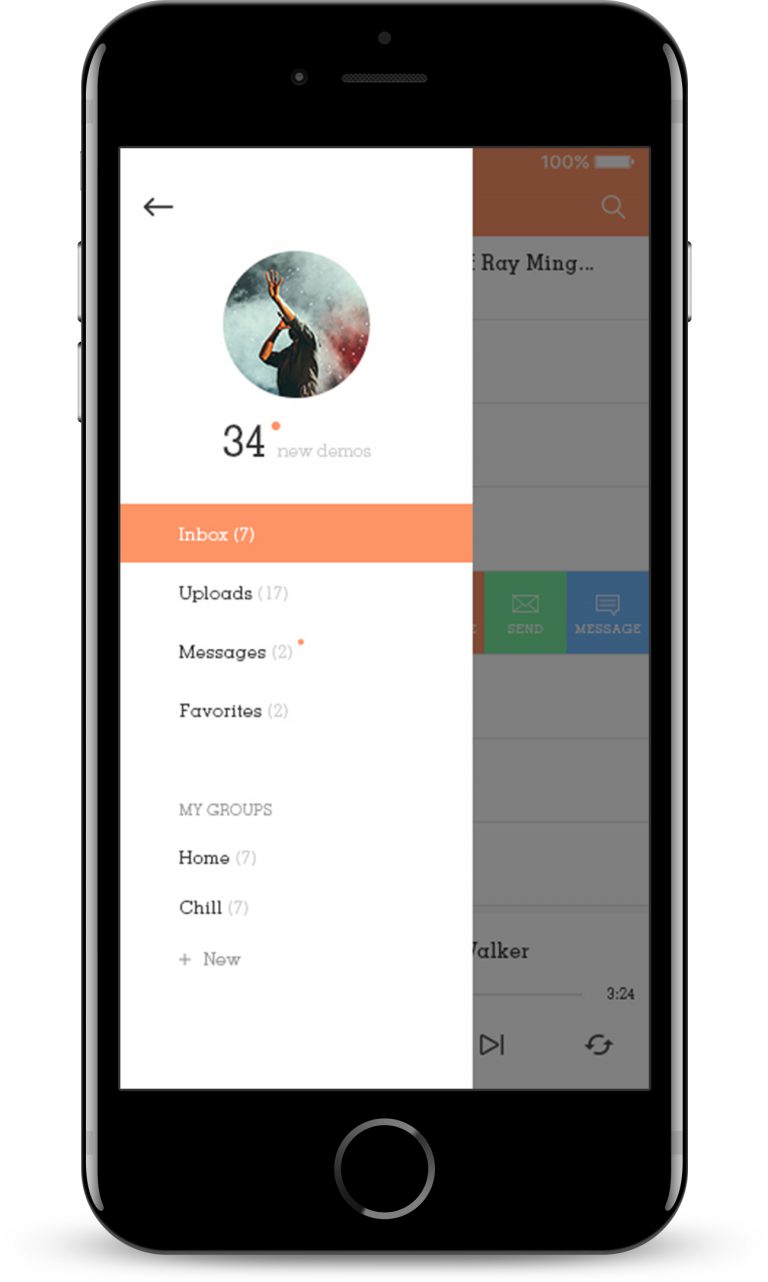 100%
Ray Ming...
34 new demos
Inbox (7)
Uploads (17)
Messages (2)
Favorites (2)
SEND
MESSAGE
MY GROUPS
Home (7)
Chill (7)
+ New
3:24